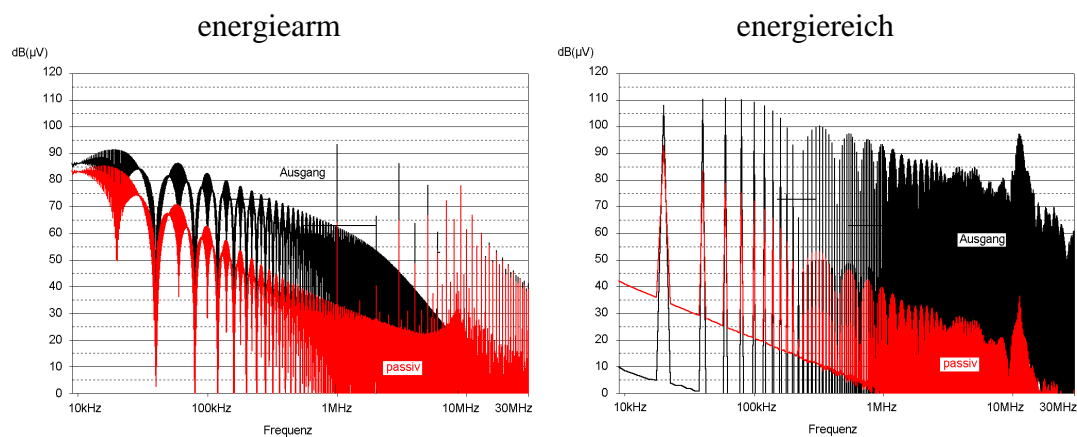 energiearm
dB(µV)
120
110
100
90
80
70
60
50
40
30
20
10
0
Ausgang
passiv
10kHz 100kHz 1MHz 10MHz 30MHz
Frequenz
energiereich
dB(µV)
120
110
100
90
80
70
60
50
40
30
20
10
0
Ausgang
passiv
10kHz 100kHz 1MHz 10MHz 30MHz
Frequenz